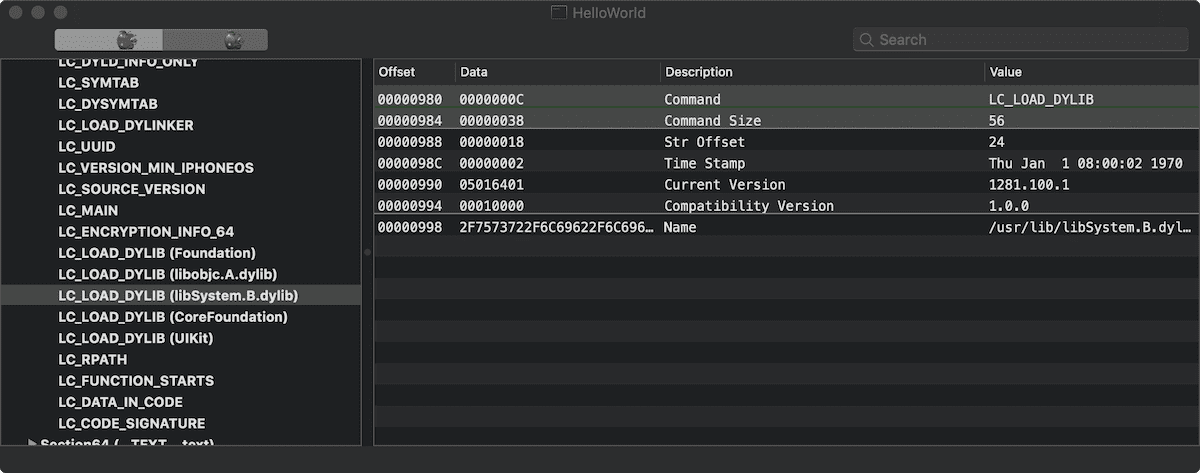 HelloWorld
Search
LC_DYLD_INFO_ONLY
LC_SYMTAB
LC_DYSYMTAB
LC_LOAD_DYLINKER
LC_UUID
LC_VERSION_MIN_IPHONEOS
LC_SOURCE_VERSION
LC_MAIN
LC_ENCRYPTION_INFO_64
LC_LOAD_DYLIB (Foundation)
LC_LOAD_DYLIB (libobjc.A.dylib)
LC_LOAD_DYLIB (libSystem.B.dylib)
LC_LOAD_DYLIB (CoreFoundation)
LC_LOAD_DYLIB (UIKit)
LC_RPATH
LC_FUNCTION_STARTS
LC_DATA_IN_CODE
LC_CODE_SIGNATURE
Section64 (__TEXT,__text)
Offset Data Description Value
00000980 0000000C Command LC_LOAD_DYLIB
00000984 00000038 Command Size 56
00000988 00000018 Str Offset 24
0000098C 00000002 Time Stamp Thu Jan 1 08:00:02 1970
00000990 05016401 Current Version 1281.100.1
00000994 00010000 Compatibility Version 1.0.0
00000998 2F7573722F6C69622F6C696… Name /usr/lib/libSystem.B.dyl…